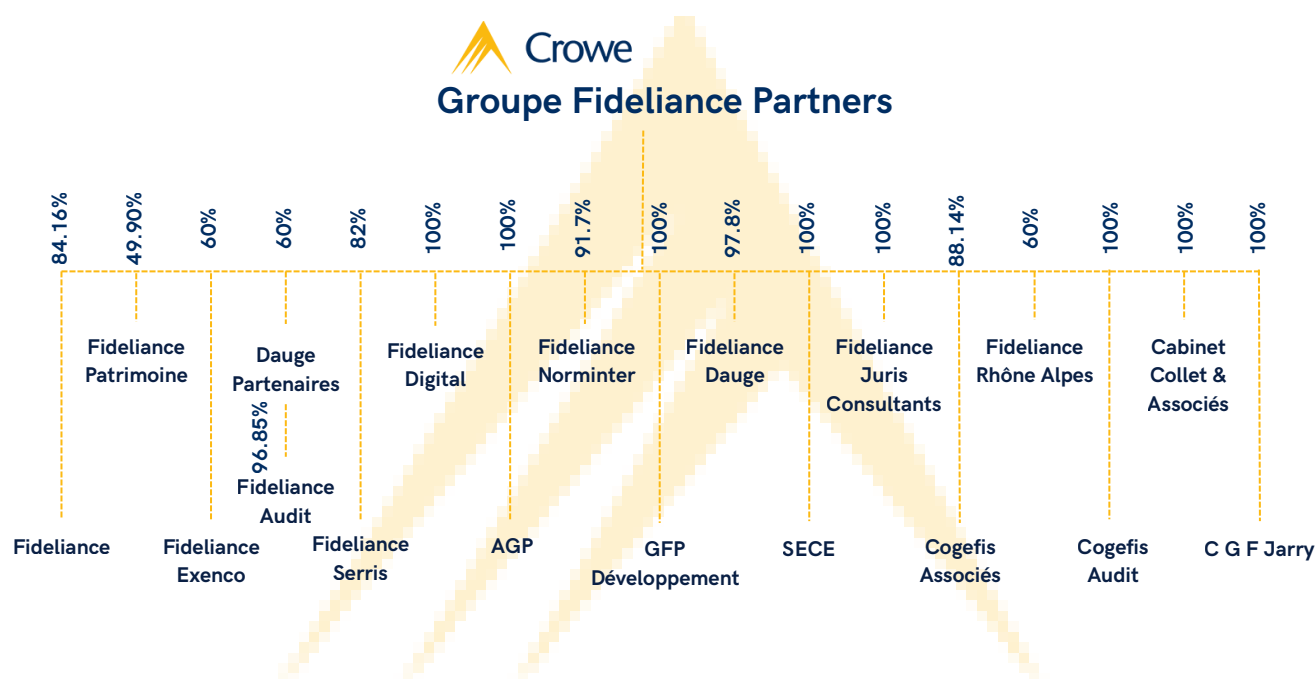 Crowe
Groupe Fideliance Partners
84.16%
49.90%
60%
60%
82%
100%
100%
91.7%
100%
97.8%
100%
100%
88.14%
60%
100%
100%
100%
Fideliance
Patrimoine
Dauge
Partenaires
Fideliance
Digital
Fideliance
Norminter
Fideliance
Dauge
Fideliance
Juris
Consultants
Fideliance
Rhône Alpes
Cabinet
Collet &
Associés
96.85%
Fideliance
Audit
Fideliance
Fideliance
Exenco
Fideliance
Serris
AGP
GFP
Développement
SECE
Cogefis
Associés
Cogefis
Audit
C G F Jarry